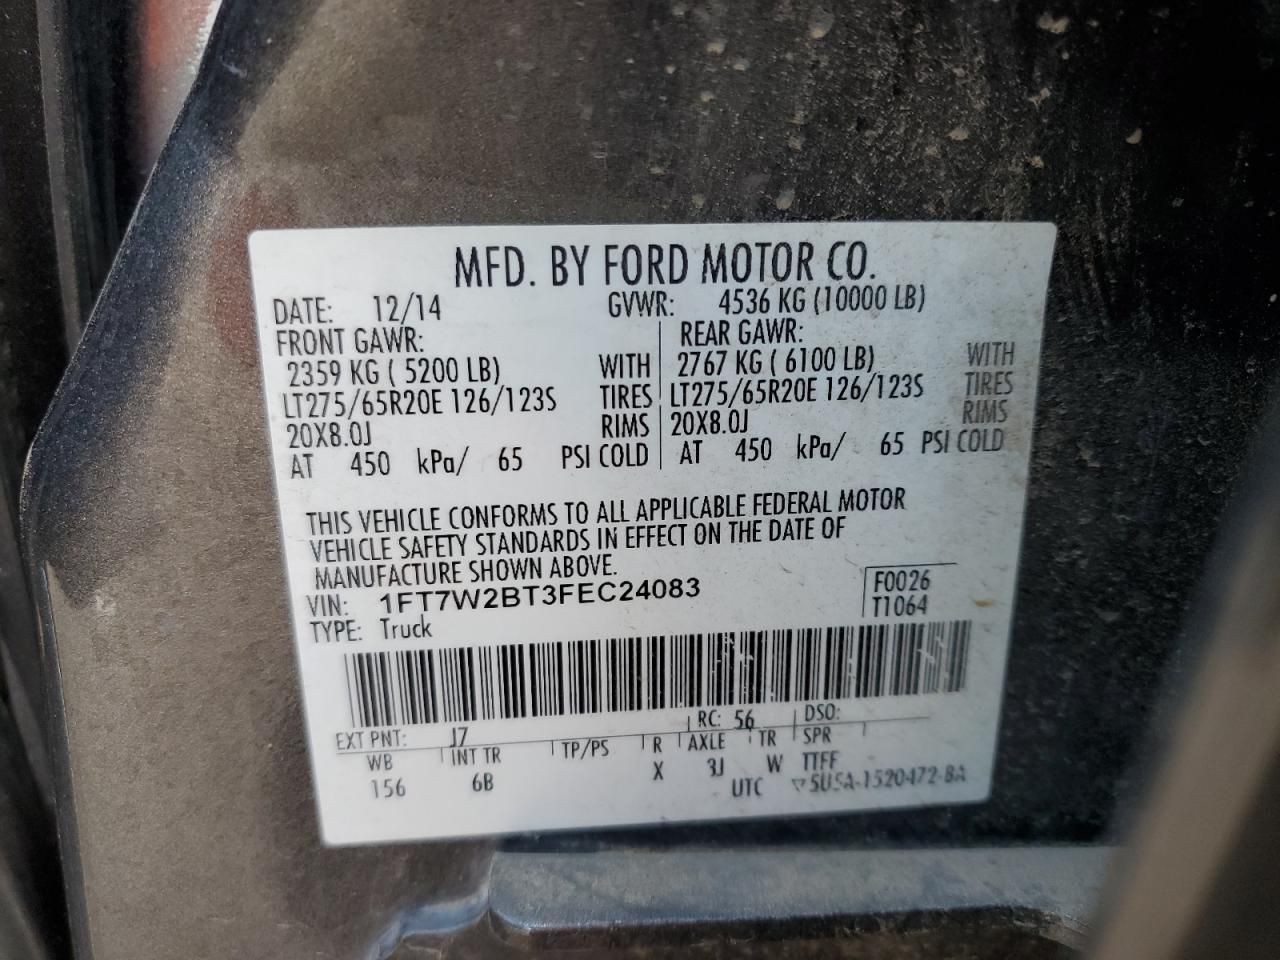 MFD. BY FORD MOTOR CO.
DATE: 12/14 GVWR: 4536 KG (10000 LB)
FRONT GAWR: REAR GAWR:
2359 KG ( 5200 LB) WITH 2767 KG ( 6100 LB) WITH
LT275/65R20E 126/123S TIRES LT275/65R20E 126/123S TIRES
20X8.0J RIMS 20X8.0J RIMS
AT 450 kPa/ 65 PSI COLD AT 450 kPa/ 65 PSI COLD
THIS VEHICLE CONFORMS TO ALL APPLICABLE FEDERAL MOTOR
VEHICLE SAFETY STANDARDS IN EFFECT ON THE DATE OF
MANUFACTURE SHOWN ABOVE.
VIN: 1FT7W2BT3FEC24083 F0026
TYPE: Truck T1064
EXT PNT: J7 RC: 56 DSO:
WB INT TR TP/PS R AXLE TR SPR
156 6B X 3J W TTFF
UTC 5USA-1520472-BA